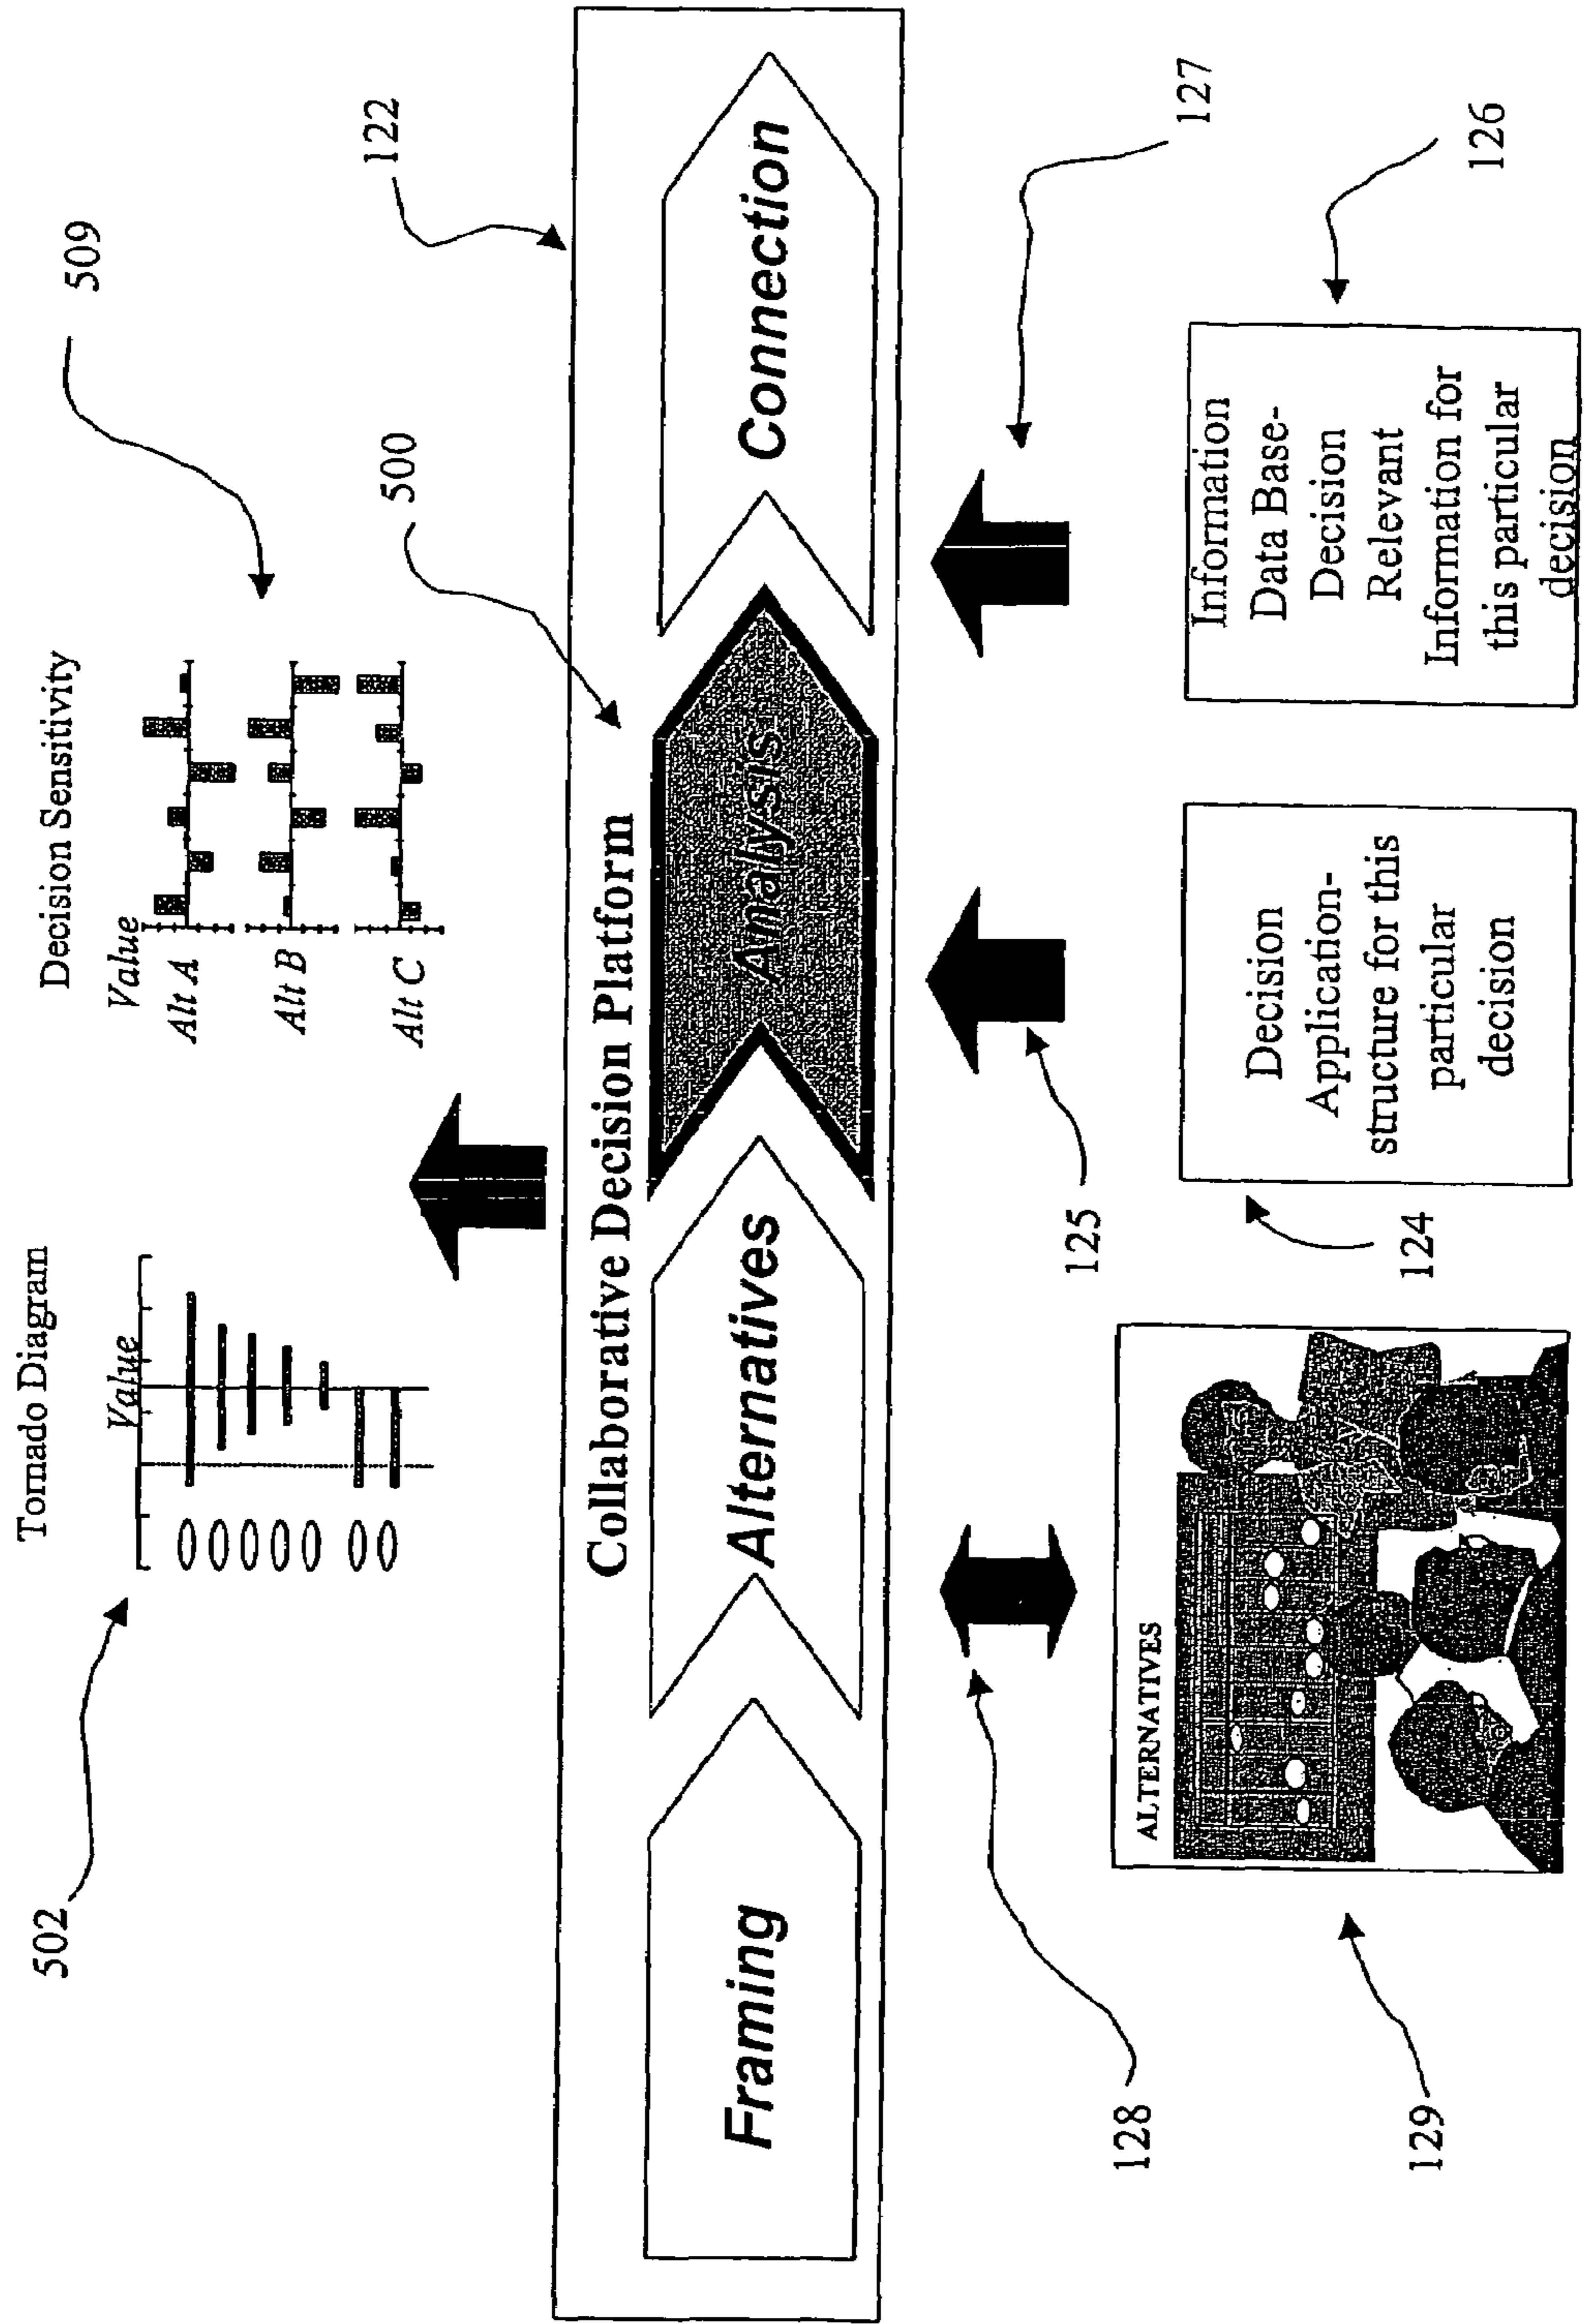 502
Tornado Diagram
Value
Decision Sensitivity
Value
Alt A
Alt B
Alt C
509
500
122
Collaborative Decision Platform
Framing
Alternatives
Analysis
Connection
128
125
127
129
ALTERNATIVES
124
Decision
Application-
structure for this
particular
decision
Information
Data Base-
Decision
Relevant
Information for
this particular
decision
126